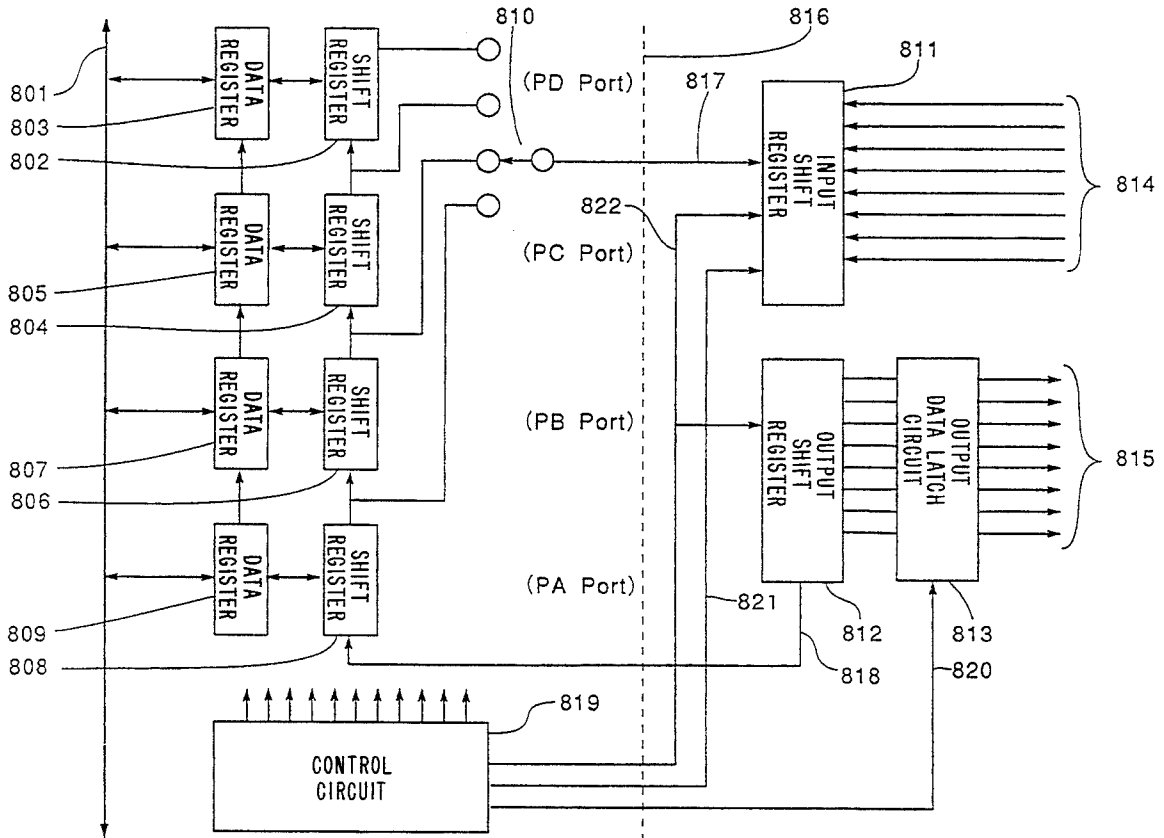 810
816
811
801
803
802
DATA
REGISTER
SHIFT
REGISTER
(PD Port)
817
INPUT
SHIFT
REGISTER
814
822
805
804
DATA
REGISTER
SHIFT
REGISTER
(PC Port)
807
806
DATA
REGISTER
SHIFT
REGISTER
(PB Port)
OUTPUT
SHIFT
REGISTER
OUTPUT
DATA LATCH
CIRCUIT
815
809
808
DATA
REGISTER
SHIFT
REGISTER
(PA Port)
821
812
813
818
820
819
CONTROL
CIRCUIT